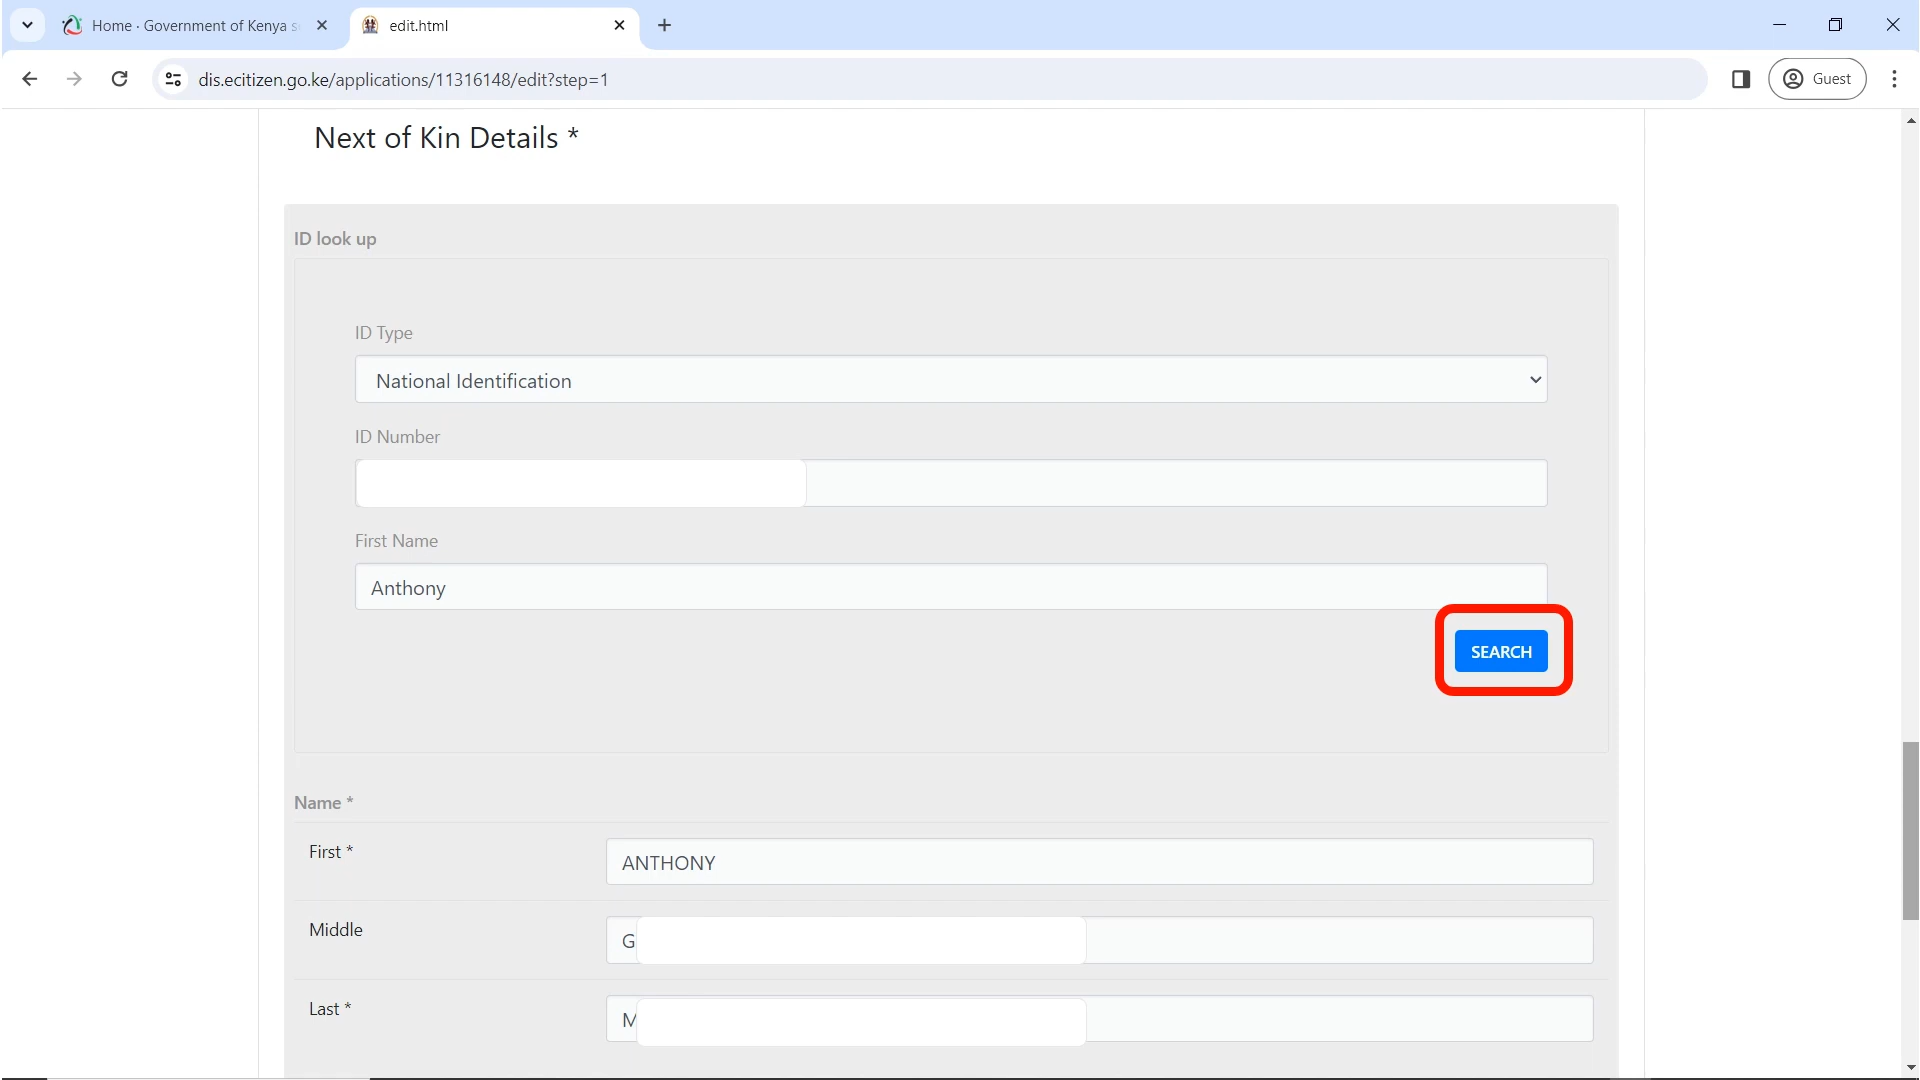 Home · Government of Kenya s
edit.html
dis.ecitizen.go.ke/applications/11316148/edit?step=1
Guest
Next of Kin Details *
ID look up
ID Type
National Identification
ID Number
First Name
Anthony
SEARCH
Name *
First *
ANTHONY
Middle
G
Last *
M